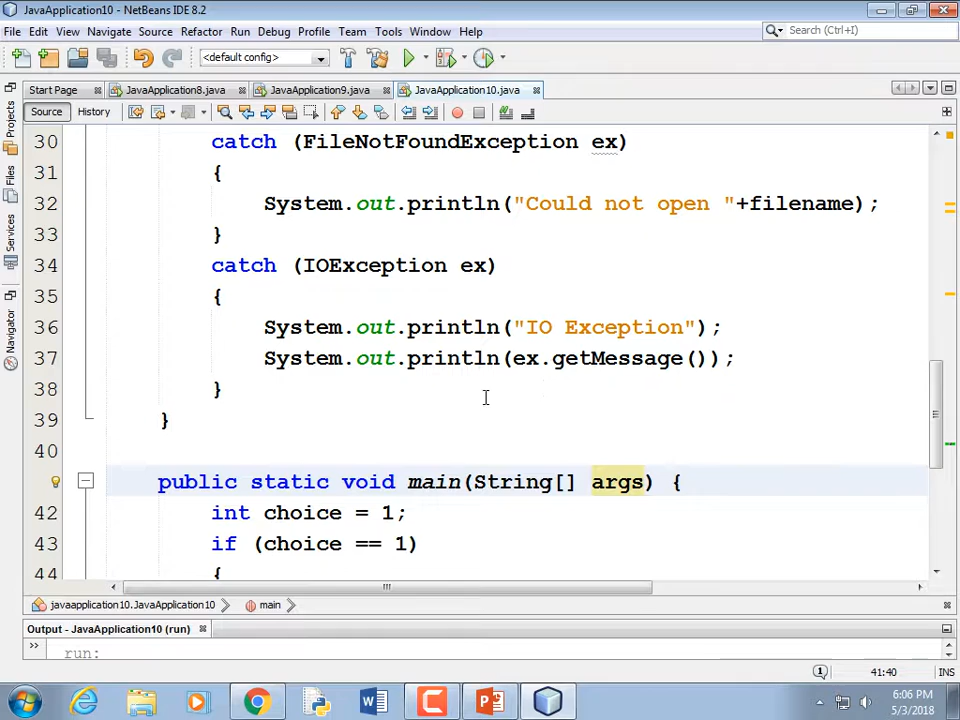 JavaApplication10 - NetBeans IDE 8.2
File Edit View Navigate Source Refactor Run Debug Profile Team Tools Window Help
Search (Ctrl+I)
<default config>
Start Page JavaApplication8.java JavaApplication9.java JavaApplication10.java
Source History
Projects
Files
Services
Navigator
30 catch (FileNotFoundException ex)
31 {
32 System.out.println("Could not open "+filename);
33 }
34 catch (IOException ex)
35 {
36 System.out.println("IO Exception");
37 System.out.println(ex.getMessage());
38 }
39 }
40
public static void main(String[] args) {
42 int choice = 1;
43 if (choice == 1)
44 {
javaapplication10.JavaApplication10 main
Output - JavaApplication10 (run)
run:
1 41:40 INS
6:06 PM
5/3/2018